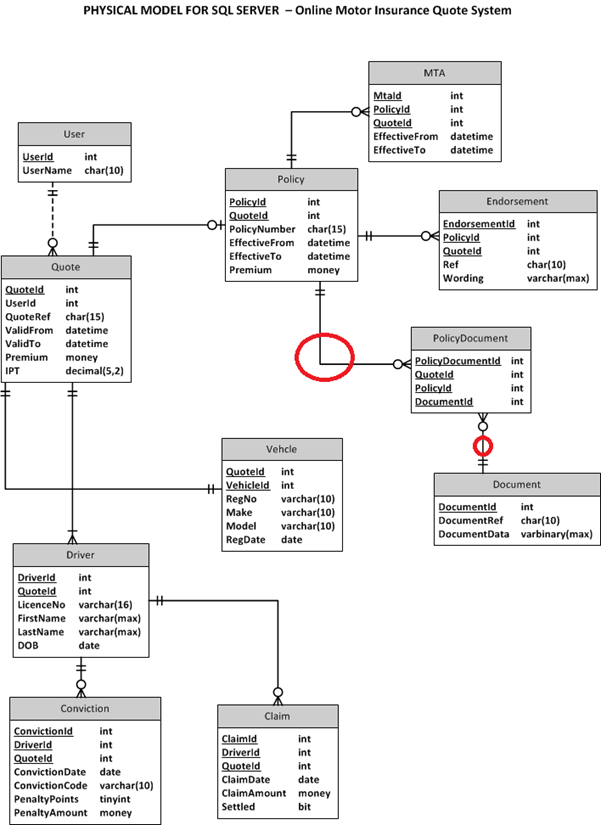 PHYSICAL MODEL FOR SQL SERVER – Online Motor Insurance Quote System
MTA
MtaId int
PolicyId int
QuoteId int
EffectiveFrom datetime
EffectiveTo datetime
User
UserId int
UserName char(10)
Policy
PolicyId int
QuoteId int
PolicyNumber char(15)
EffectiveFrom datetime
EffectiveTo datetime
Premium money
Endorsement
EndorsementId int
PolicyId int
QuoteId int
Ref char(10)
Wording varchar(max)
Quote
QuoteId int
UserId int
QuoteRef char(15)
ValidFrom datetime
ValidTo datetime
Premium money
IPT decimal(5,2)
PolicyDocument
PolicyDocumentId int
QuoteId int
PolicyId int
DocumentId int
Vehcle
QuoteId int
VehicleId int
RegNo varchar(10)
Make varchar(10)
Model varchar(10)
RegDate date
Document
DocumentId int
DocumentRef char(10)
DocumentData varbinary(max)
Driver
DriverId int
QuoteId int
LicenceNo varchar(16)
FirstName varchar(max)
LastName varchar(max)
DOB date
Conviction
ConvictionId int
DriverId int
QuoteId int
ConvictionDate date
ConvictionCode varchar(10)
PenaltyPoints tinyint
PenaltyAmount money
Claim
ClaimId int
DriverId int
QuoteId int
ClaimDate date
ClaimAmount money
Settled bit